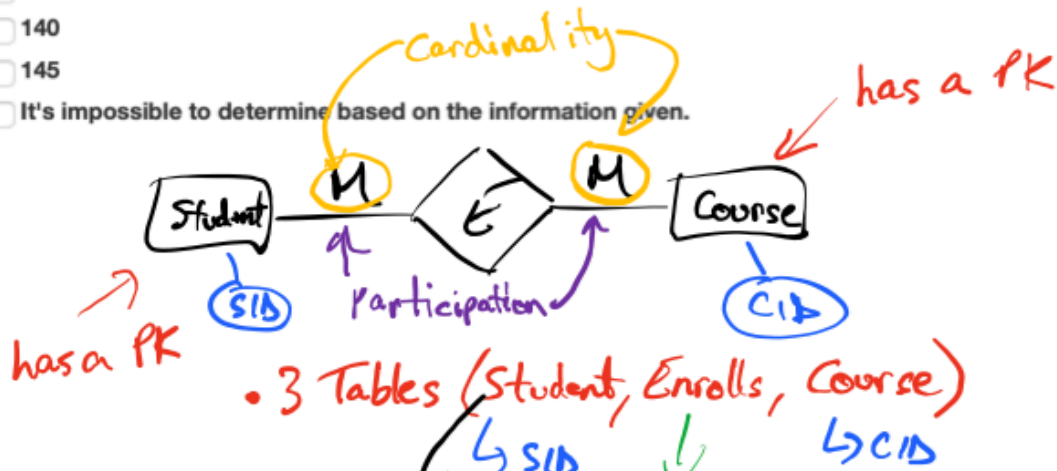 140
145
It's impossible to determine based on the information given.
Cardinality
has a PK
M
M
Student
E
Course
Participation
SID
CID
has a PK
• 3 Tables (Student, Enrolls, Course)
↳ SID
↳ CID